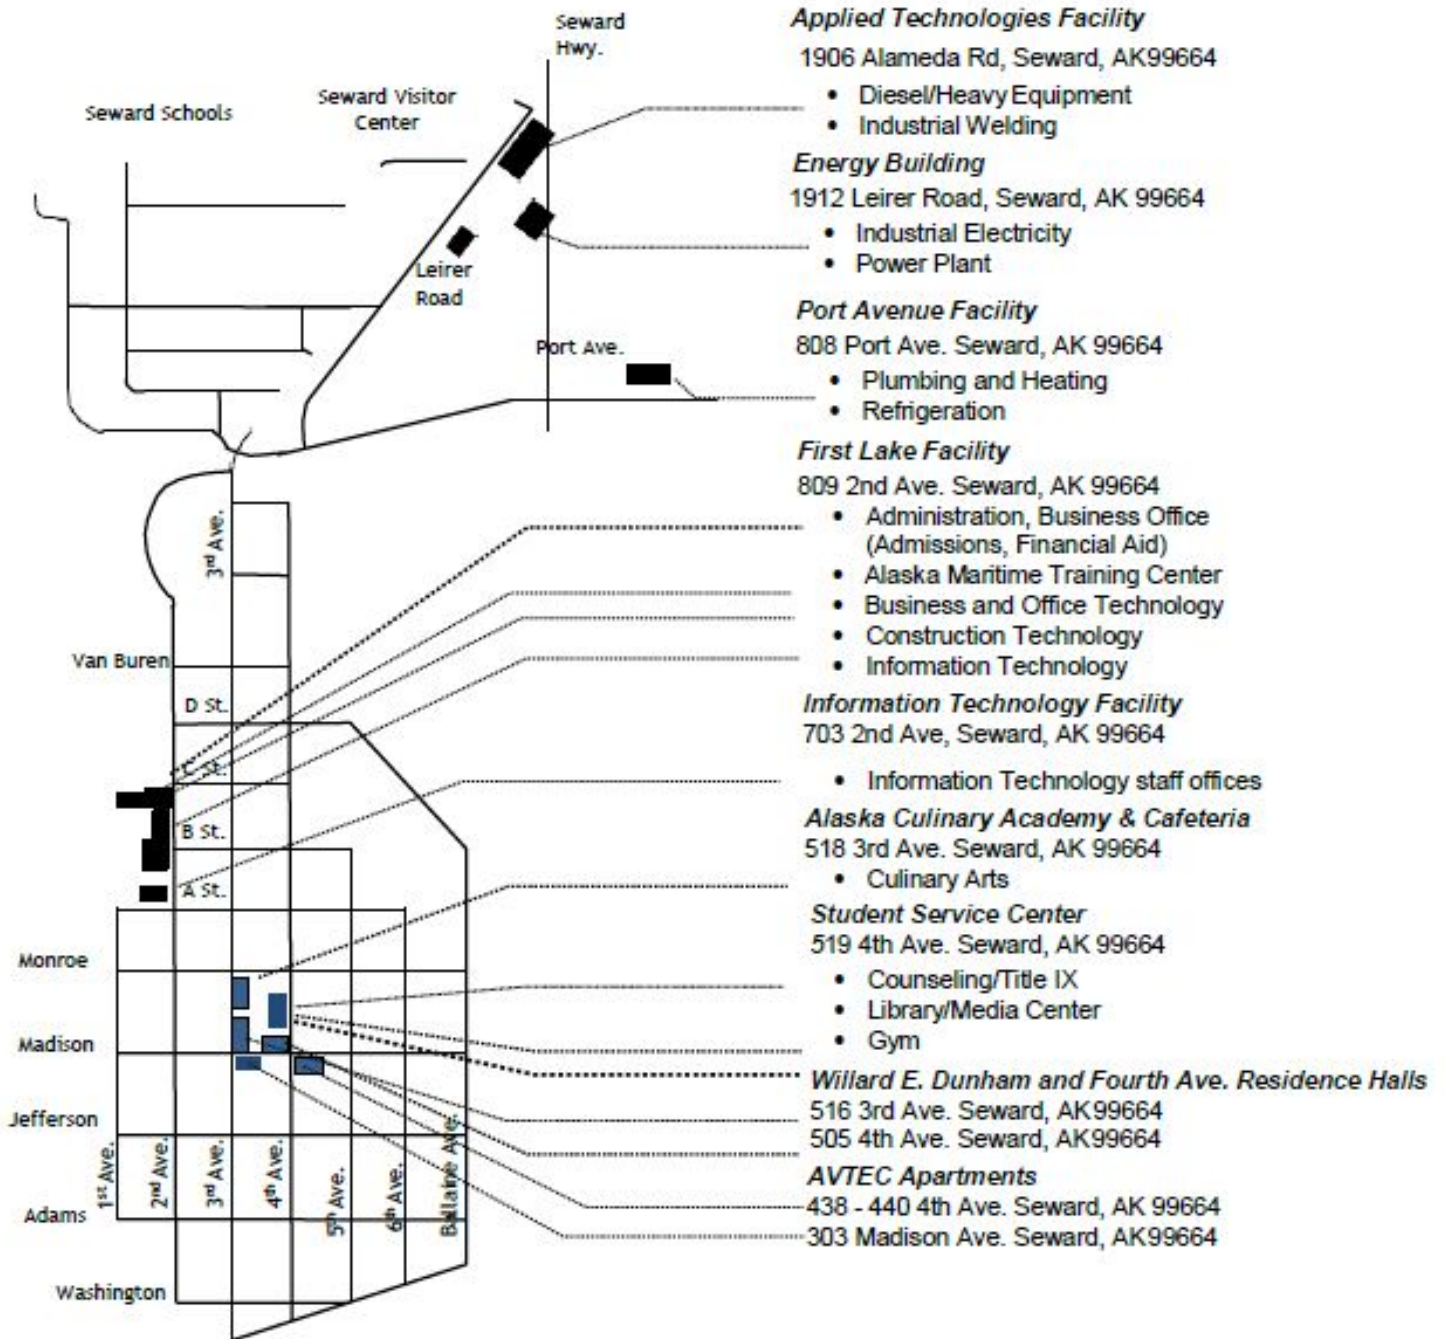 Seward
Hwy.
Seward Schools
Seward Visitor
Center
Leirer
Road
Port Ave.
3rd Ave.
Van Buren
D St.
C St.
B St.
A St.
Monroe
Madison
Jefferson
Adams
Washington
1st Ave.
2nd Ave.
3rd Ave.
4th Ave.
5th Ave.
6th Ave.
Ballaine Ave.
Applied Technologies Facility
1906 Alameda Rd, Seward, AK99664
• Diesel/Heavy Equipment
• Industrial Welding
Energy Building
1912 Leirer Road, Seward, AK 99664
• Industrial Electricity
• Power Plant
Port Avenue Facility
808 Port Ave. Seward, AK 99664
• Plumbing and Heating
• Refrigeration
First Lake Facility
809 2nd Ave. Seward, AK 99664
• Administration, Business Office
(Admissions, Financial Aid)
• Alaska Maritime Training Center
• Business and Office Technology
• Construction Technology
• Information Technology
Information Technology Facility
703 2nd Ave, Seward, AK 99664
• Information Technology staff offices
Alaska Culinary Academy & Cafeteria
518 3rd Ave. Seward, AK 99664
• Culinary Arts
Student Service Center
519 4th Ave. Seward, AK 99664
• Counseling/Title IX
• Library/Media Center
• Gym
Willard E. Dunham and Fourth Ave. Residence Halls
516 3rd Ave. Seward, AK99664
505 4th Ave. Seward, AK99664
AVTEC Apartments
438 - 440 4th Ave. Seward, AK 99664
303 Madison Ave. Seward, AK99664